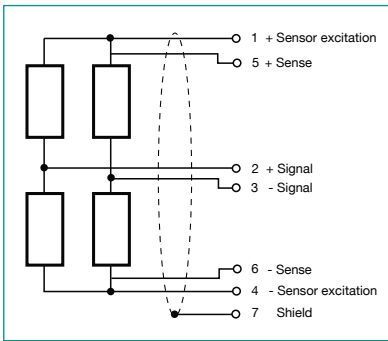 1 + Sensor excitation
5 + Sense
2 + Signal
3 - Signal
6 - Sense
4 - Sensor excitation
7 Shield